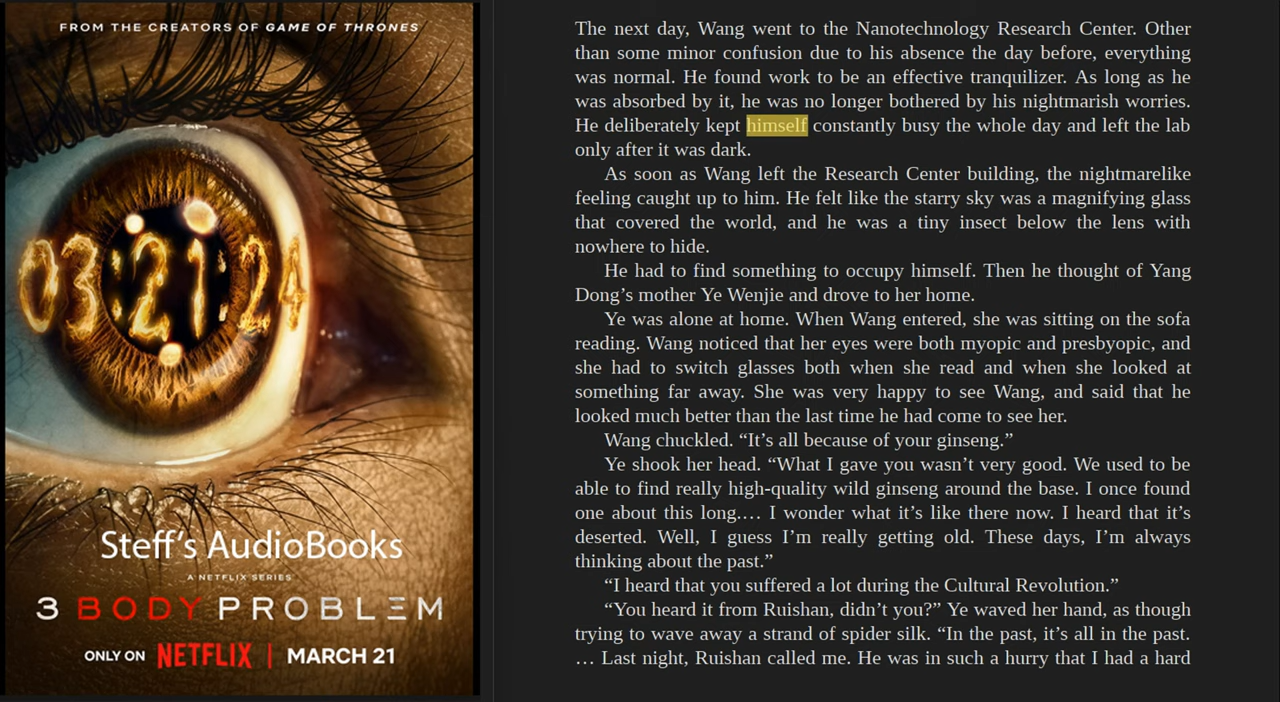 FROM THE CREATORS OF GAME OF THRONES
03:21:24
Steff's AudioBooks
A NETFLIX SERIES
3 BODY PROBLEM
ONLY ON NETFLIX | MARCH 21
The next day, Wang went to the Nanotechnology Research Center. Other
than some minor confusion due to his absence the day before, everything
was normal. He found work to be an effective tranquilizer. As long as he
was absorbed by it, he was no longer bothered by his nightmarish worries.
He deliberately kept himself constantly busy the whole day and left the lab
only after it was dark.
As soon as Wang left the Research Center building, the nightmarelike
feeling caught up to him. He felt like the starry sky was a magnifying glass
that covered the world, and he was a tiny insect below the lens with
nowhere to hide.
He had to find something to occupy himself. Then he thought of Yang
Dong’s mother Ye Wenjie and drove to her home.
Ye was alone at home. When Wang entered, she was sitting on the sofa
reading. Wang noticed that her eyes were both myopic and presbyopic, and
she had to switch glasses both when she read and when she looked at
something far away. She was very happy to see Wang, and said that he
looked much better than the last time he had come to see her.
Wang chuckled. “It’s all because of your ginseng.”
Ye shook her head. “What I gave you wasn’t very good. We used to be
able to find really high-quality wild ginseng around the base. I once found
one about this long.… I wonder what it’s like there now. I heard that it’s
deserted. Well, I guess I’m really getting old. These days, I’m always
thinking about the past.”
“I heard that you suffered a lot during the Cultural Revolution.”
“You heard it from Ruishan, didn’t you?” Ye waved her hand, as though
trying to wave away a strand of spider silk. “In the past, it’s all in the past.
… Last night, Ruishan called me. He was in such a hurry that I had a hard